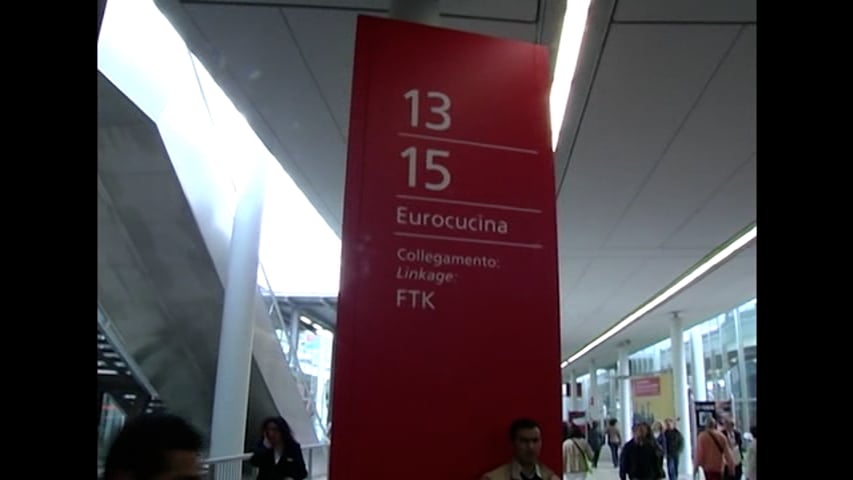 13
15
Eurocucina
Collegamento:
Linkage:
FTK